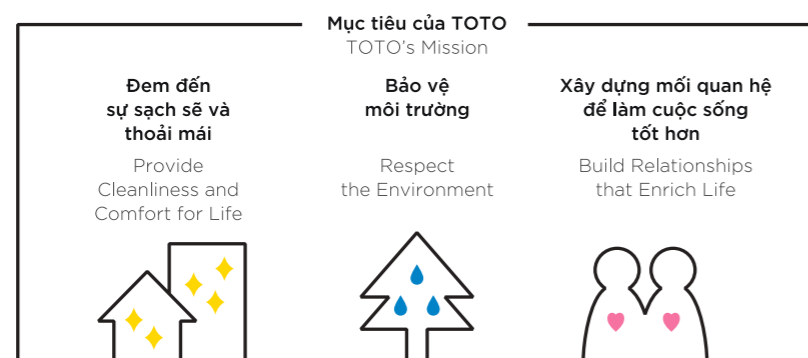 Mục tiêu của TOTO
TOTO's Mission
Đem đến
sự sạch sẽ và
thoải mái
Provide
Cleanliness and
Comfort for Life
Bảo vệ
môi trường
Respect
the Environment
Xây dựng mối quan hệ
để làm cuộc sống
tốt hơn
Build Relationships
that Enrich Life